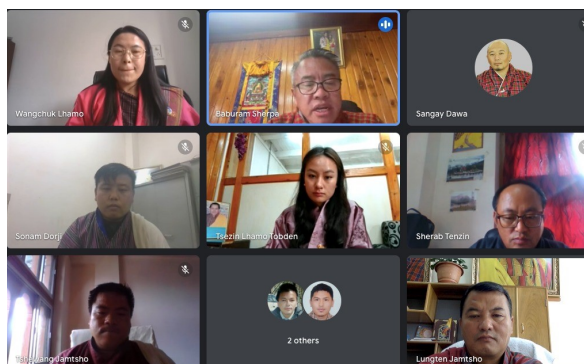 Wangchuk Lhamo
Baburam Sherpa
Sangay Dawa
Sonam Dorji
Tsezin Lhamo Tobden
Sherab Tenzin
Jamtsho
2 others
Lungten Jamtsho